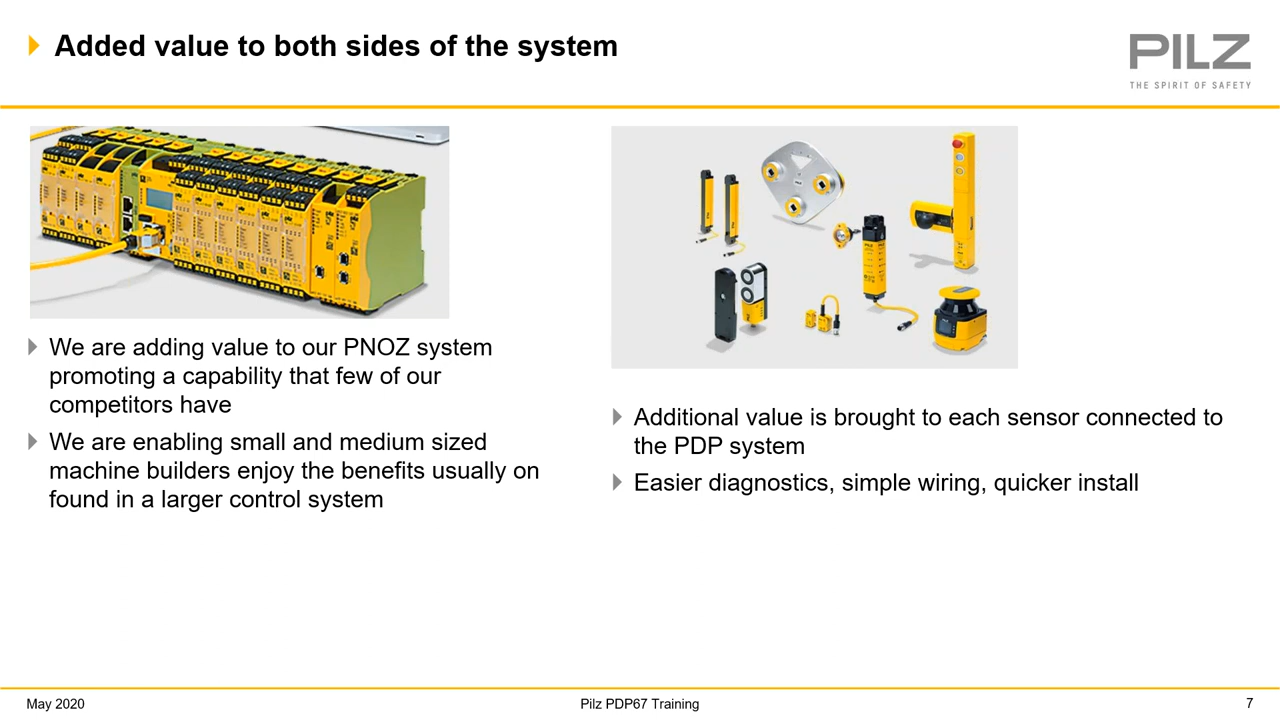 Added value to both sides of the system
PILZ
THE SPIRIT OF SAFETY
We are adding value to our PNOZ system
promoting a capability that few of our
competitors have
We are enabling small and medium sized
machine builders enjoy the benefits usually on
found in a larger control system
PILZ
PILZ
Additional value is brought to each sensor connected to
the PDP system
Easier diagnostics, simple wiring, quicker install
May 2020
Pilz PDP67 Training
7